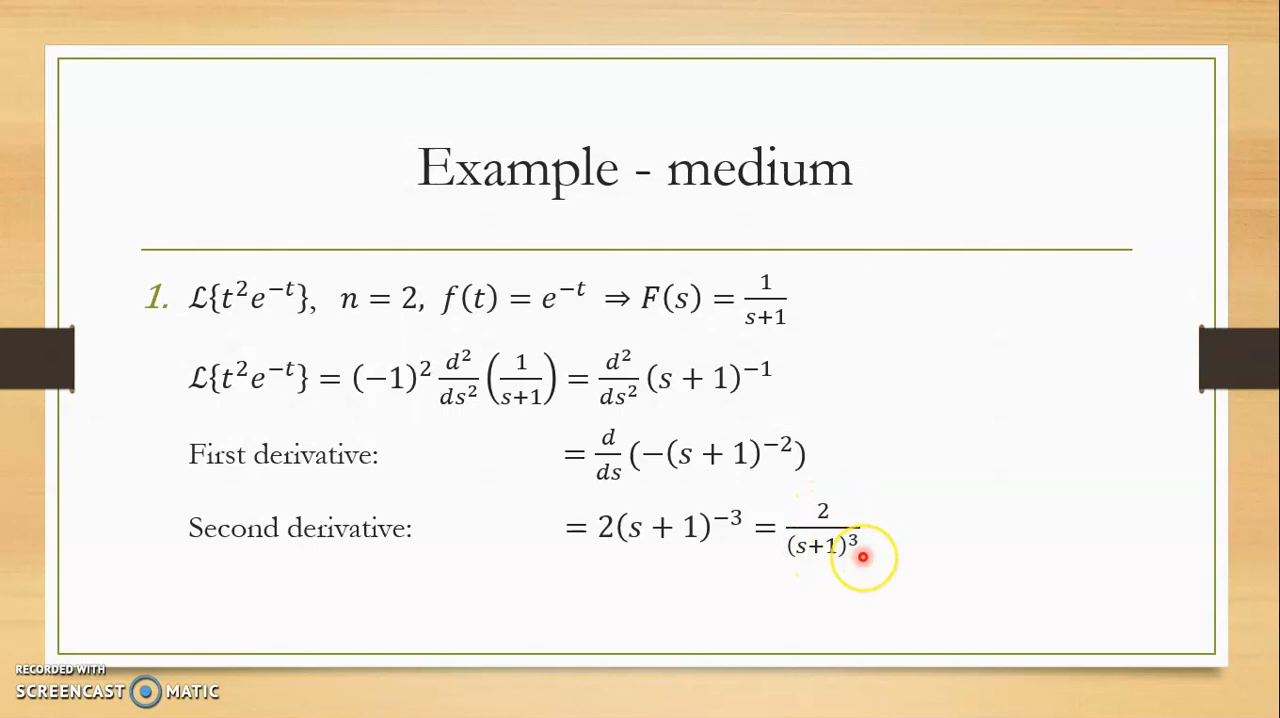 Example - medium
1. ℒ{t²e⁻ᵗ}, n = 2, f(t) = e⁻ᵗ ⇒ F(s) = 1/(s+1)
ℒ{t²e⁻ᵗ} = (−1)² d²/ds² (1/(s+1)) = d²/ds² (s + 1)⁻¹
First derivative: = d/ds (−(s + 1)⁻²)
Second derivative: = 2(s + 1)⁻³ = 2/(s+1)³
RECORDED WITH
SCREENCAST MATIC